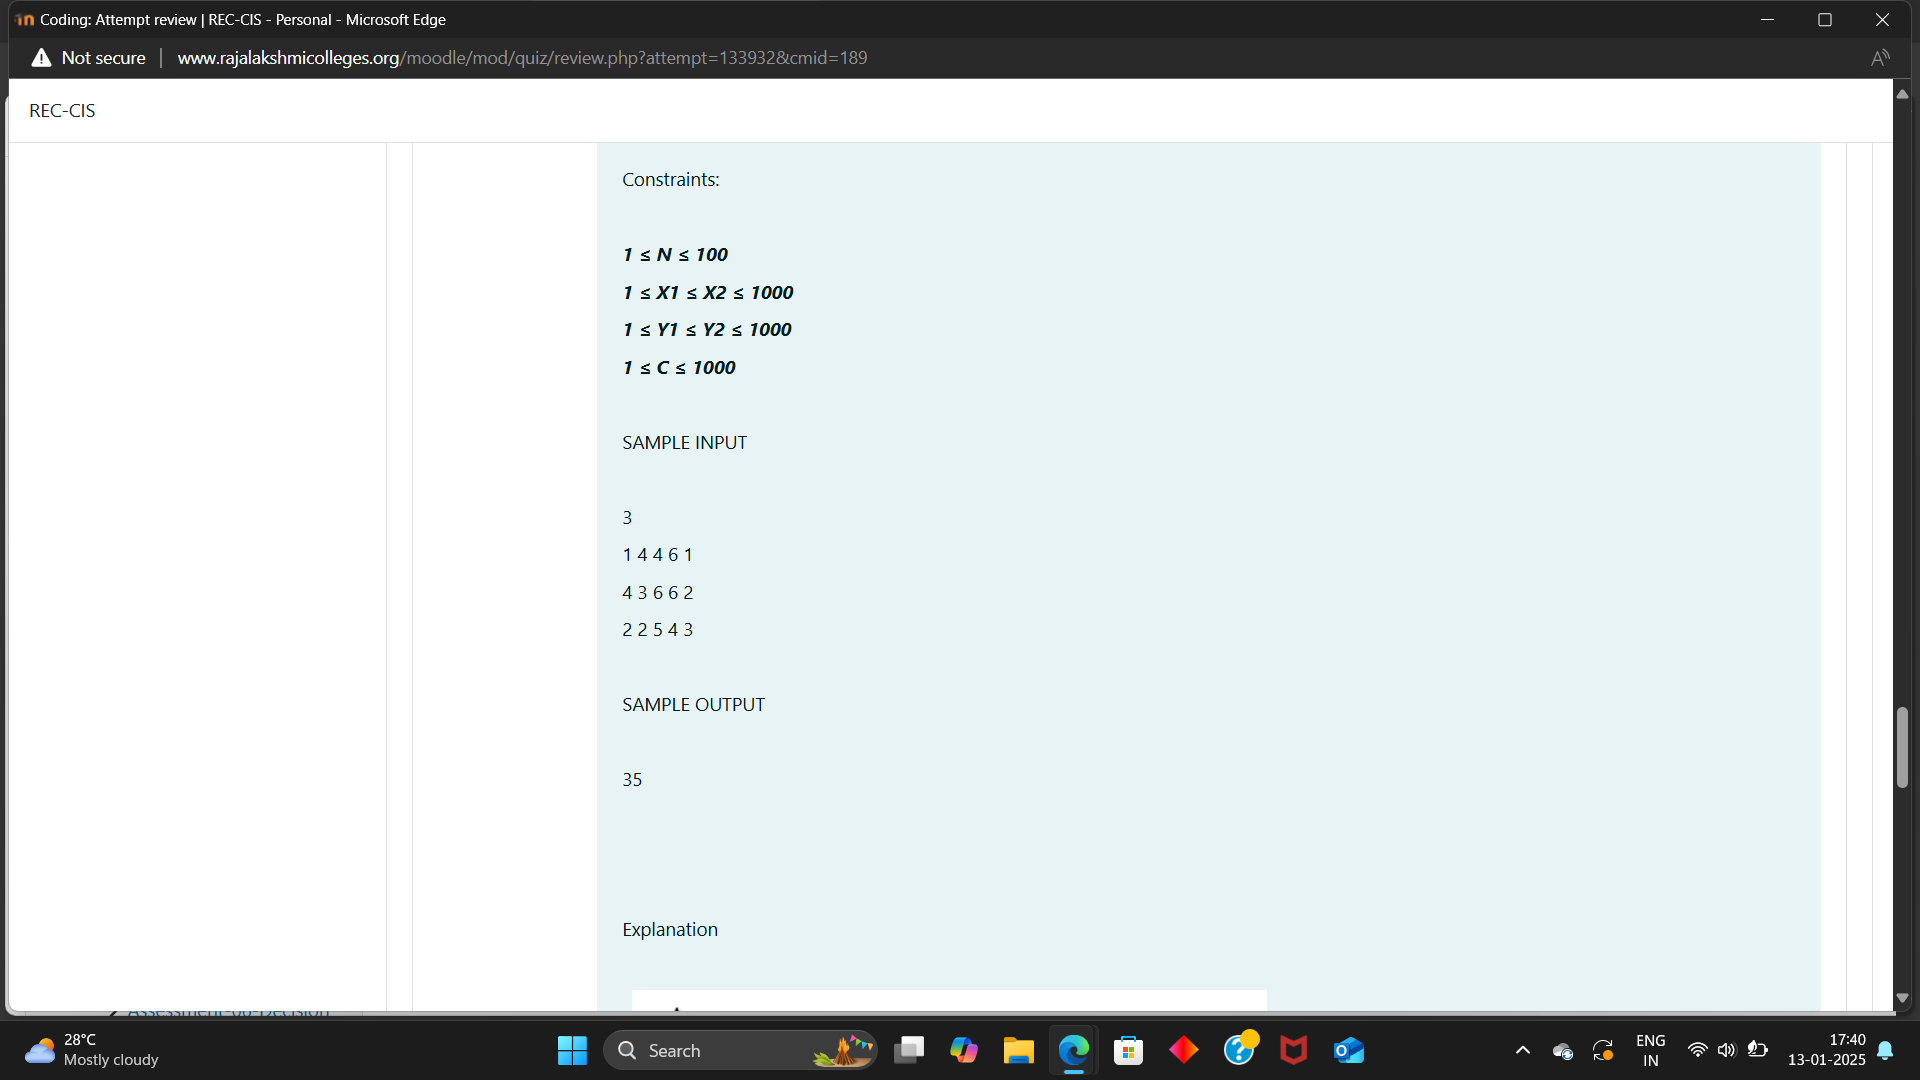 Coding: Attempt review | REC-CIS - Personal - Microsoft Edge
Not secure
www.rajalakshmicolleges.org/moodle/mod/quiz/review.php?attempt=133932&cmid=189
REC-CIS
Constraints:
1 ≤ N ≤ 100
1 ≤ X1 ≤ X2 ≤ 1000
1 ≤ Y1 ≤ Y2 ≤ 1000
1 ≤ C ≤ 1000
SAMPLE INPUT
3
1 4 4 6 1
4 3 6 6 2
2 2 5 4 3
SAMPLE OUTPUT
35
Explanation
28°C
Mostly cloudy
Search
ENG
IN
17:40
13-01-2025